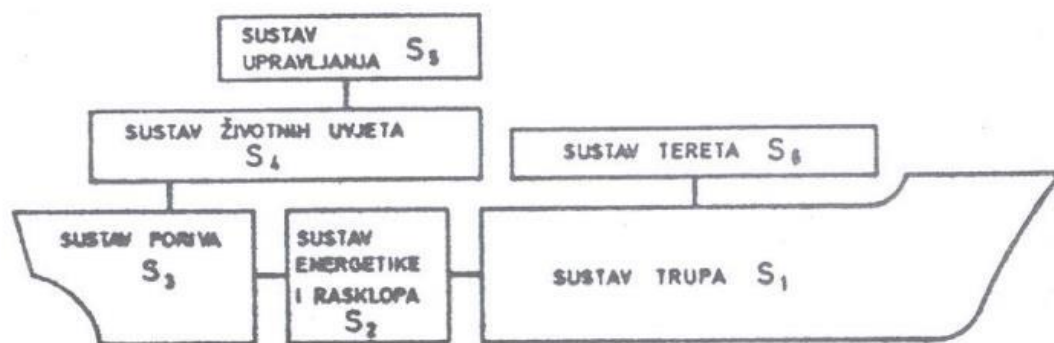 SUSTAV
UPRAVLJANJA S₅
SUSTAV ŽIVOTNIH UVJETA
S₄
SUSTAV TERETA S₆
SUSTAV PORIVA
S₃
SUSTAV
ENERGETIKE
I RASKLOPA
S₂
SUSTAV TRUPA S₁